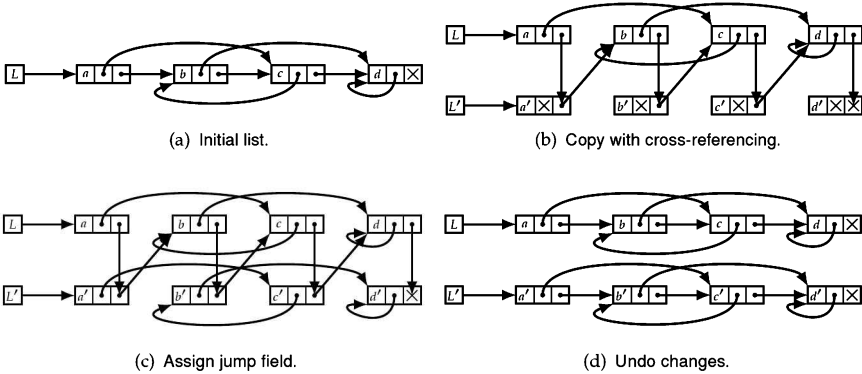 L a b c d
(a) Initial list.
L a b c d
L′ a′ b′ c′ d′
(b) Copy with cross-referencing.
L a b c d
L′ a′ b′ c′ d′
(c) Assign jump field.
L a b c d
L′ a′ b′ c′ d′
(d) Undo changes.